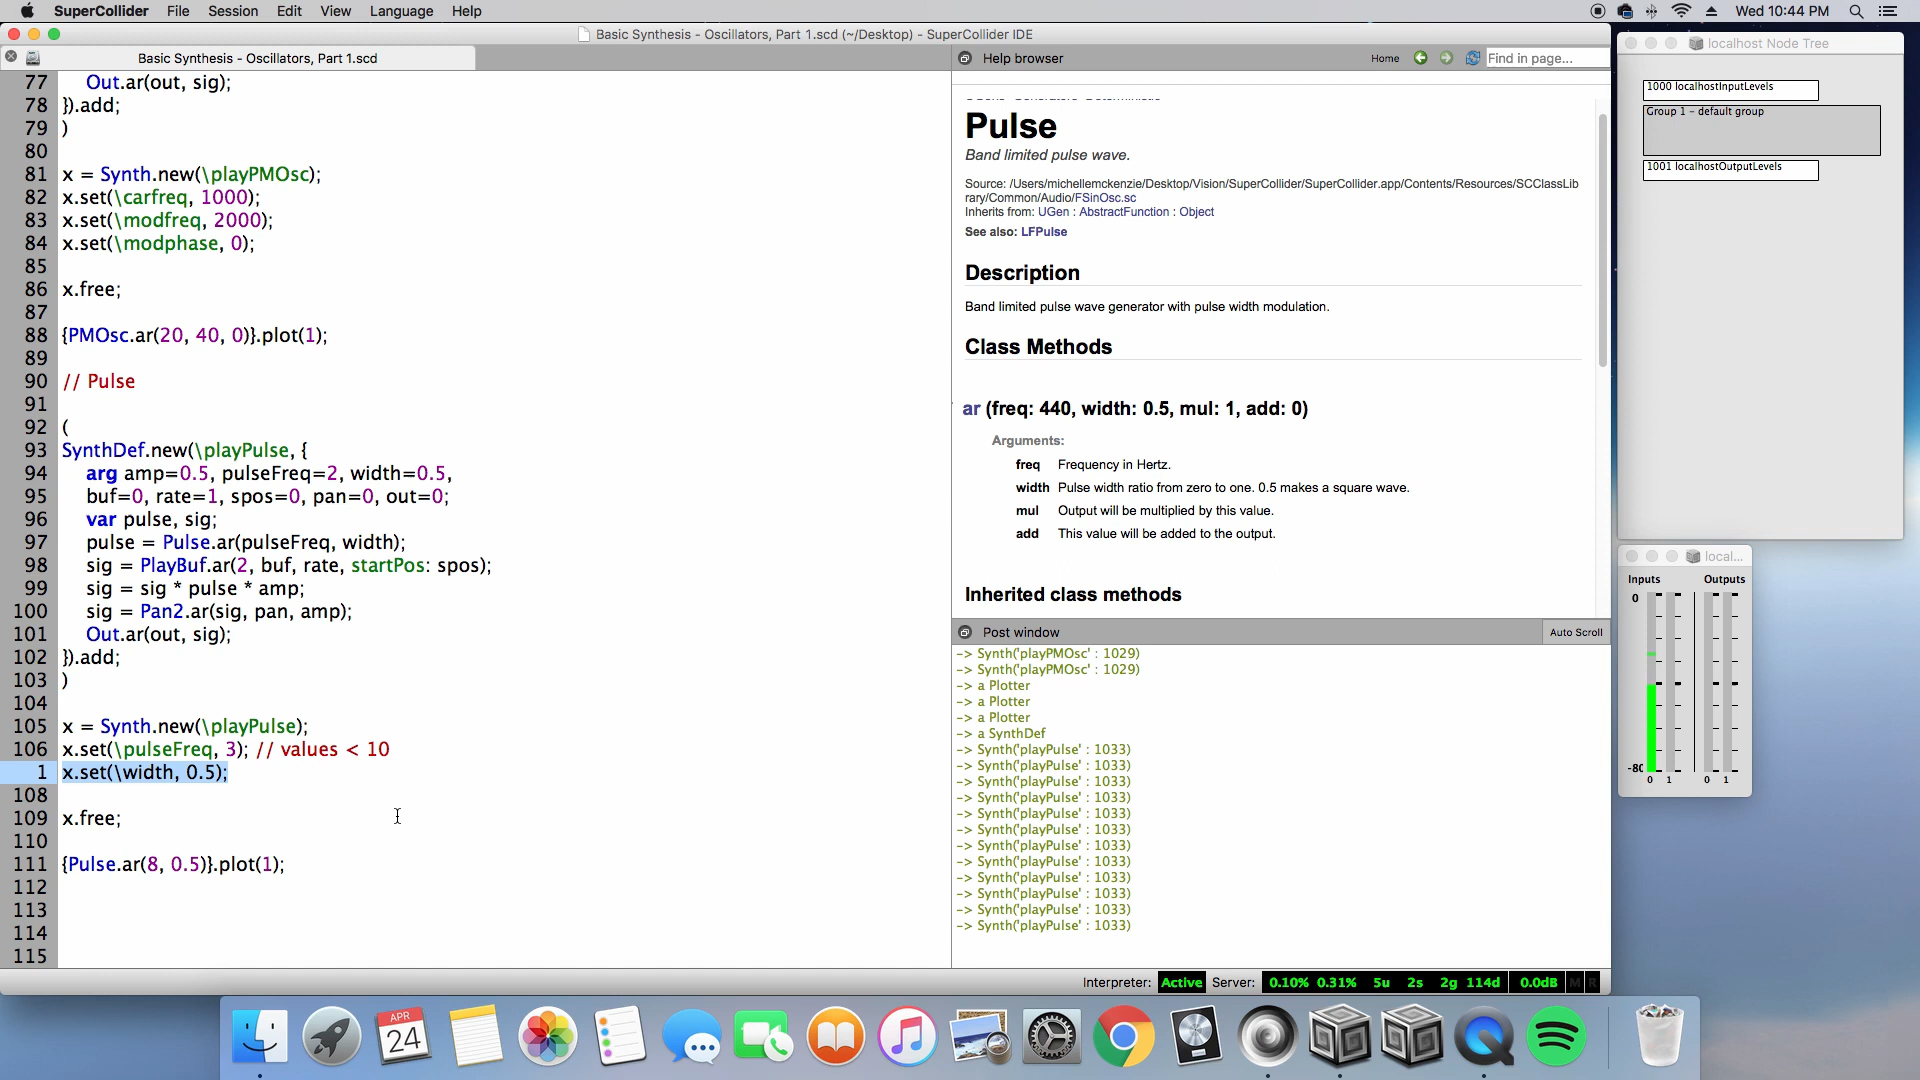 SuperCollider File Session Edit View Language Help
Wed 10:44 PM
Basic Synthesis - Oscillators, Part 1.scd (~/Desktop) - SuperCollider IDE
Basic Synthesis - Oscillators, Part 1.scd
77 Out.ar(out, sig);
78 }).add;
79 )
80
81 x = Synth.new(\playPMOsc);
82 x.set(\carfreq, 1000);
83 x.set(\modfreq, 2000);
84 x.set(\modphase, 0);
85
86 x.free;
87
88 {PMOsc.ar(20, 40, 0)}.plot(1);
89
90 // Pulse
91
92 (
93 SynthDef.new(\playPulse, {
94 arg amp=0.5, pulseFreq=2, width=0.5,
95 buf=0, rate=1, spos=0, pan=0, out=0;
96 var pulse, sig;
97 pulse = Pulse.ar(pulseFreq, width);
98 sig = PlayBuf.ar(2, buf, rate, startPos: spos);
99 sig = sig * pulse * amp;
100 sig = Pan2.ar(sig, pan, amp);
101 Out.ar(out, sig);
102 }).add;
103 )
104
105 x = Synth.new(\playPulse);
106 x.set(\pulseFreq, 3); // values < 10
1 x.set(\width, 0.5);
108
109 x.free;
110
111 {Pulse.ar(8, 0.5)}.plot(1);
112
113
114
115
Help browser
Home
Find in page...
Pulse
Band limited pulse wave.
Source: /Users/michellemckenzie/Desktop/Vision/SuperCollider/SuperCollider.app/Contents/Resources/SCClassLib
rary/Common/Audio/FSinOsc.sc
Inherits from: UGen : AbstractFunction : Object
See also: LFPulse
Description
Band limited pulse wave generator with pulse width modulation.
Class Methods
ar (freq: 440, width: 0.5, mul: 1, add: 0)
Arguments:
freq Frequency in Hertz.
width Pulse width ratio from zero to one. 0.5 makes a square wave.
mul Output will be multiplied by this value.
add This value will be added to the output.
Inherited class methods
Post window
Auto Scroll
-> Synth('playPMOsc' : 1029)
-> Synth('playPMOsc' : 1029)
-> a Plotter
-> a Plotter
-> a Plotter
-> a SynthDef
-> Synth('playPulse' : 1033)
-> Synth('playPulse' : 1033)
-> Synth('playPulse' : 1033)
-> Synth('playPulse' : 1033)
-> Synth('playPulse' : 1033)
-> Synth('playPulse' : 1033)
-> Synth('playPulse' : 1033)
-> Synth('playPulse' : 1033)
-> Synth('playPulse' : 1033)
-> Synth('playPulse' : 1033)
-> Synth('playPulse' : 1033)
-> Synth('playPulse' : 1033)
Interpreter: Active Server: 0.10% 0.31% 5u 2s 2g 114d 0.0dB M R
localhost Node Tree
1000 localhostInputLevels
Group 1 - default group
1001 localhostOutputLevels
local...
Inputs Outputs
0
-80
0 1 0 1
APR
24